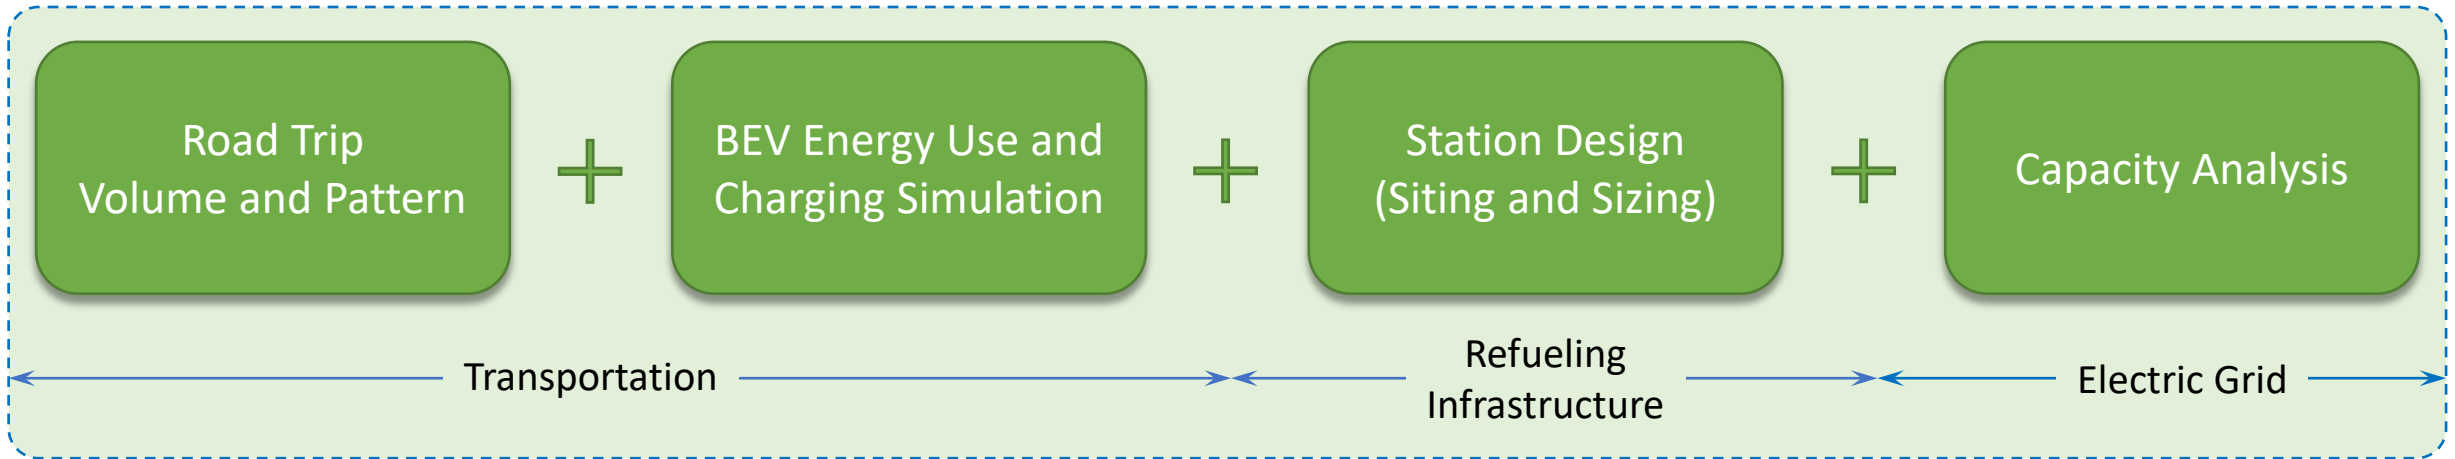 Road Trip
Volume and Pattern
BEV Energy Use and
Charging Simulation
Station Design
(Siting and Sizing)
Capacity Analysis
Transportation
Refueling
Infrastructure
Electric Grid